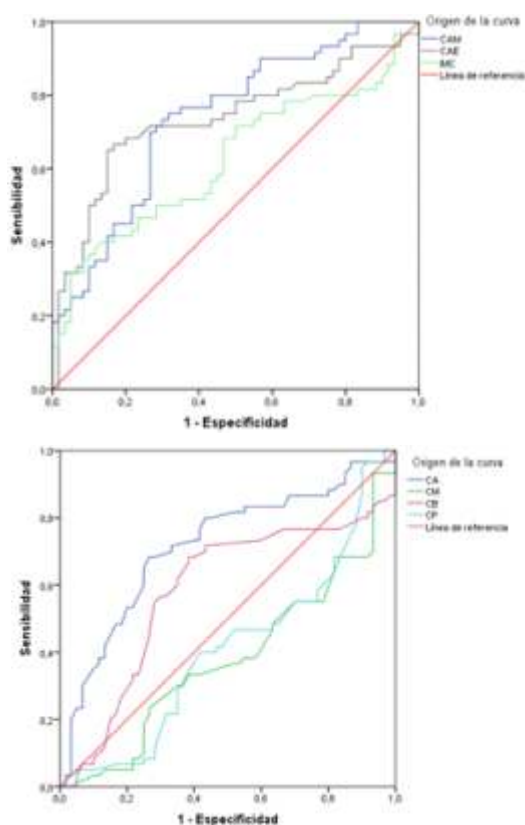 Origen de la curva
CAM
CAE
IMC
Línea de referencia
Sensibilidad
1,0
0,8
0,6
0,4
0,2
0,0
0,0 0,2 0,4 0,6 0,8 1,0
1 - Especificidad
Origen de la curva
CA
CM
CB
CP
Línea de referencia
Sensibilidad
1,0
0,8
0,6
0,4
0,2
0,0
0,0 0,2 0,4 0,6 0,8 1,0
1 - Especificidad